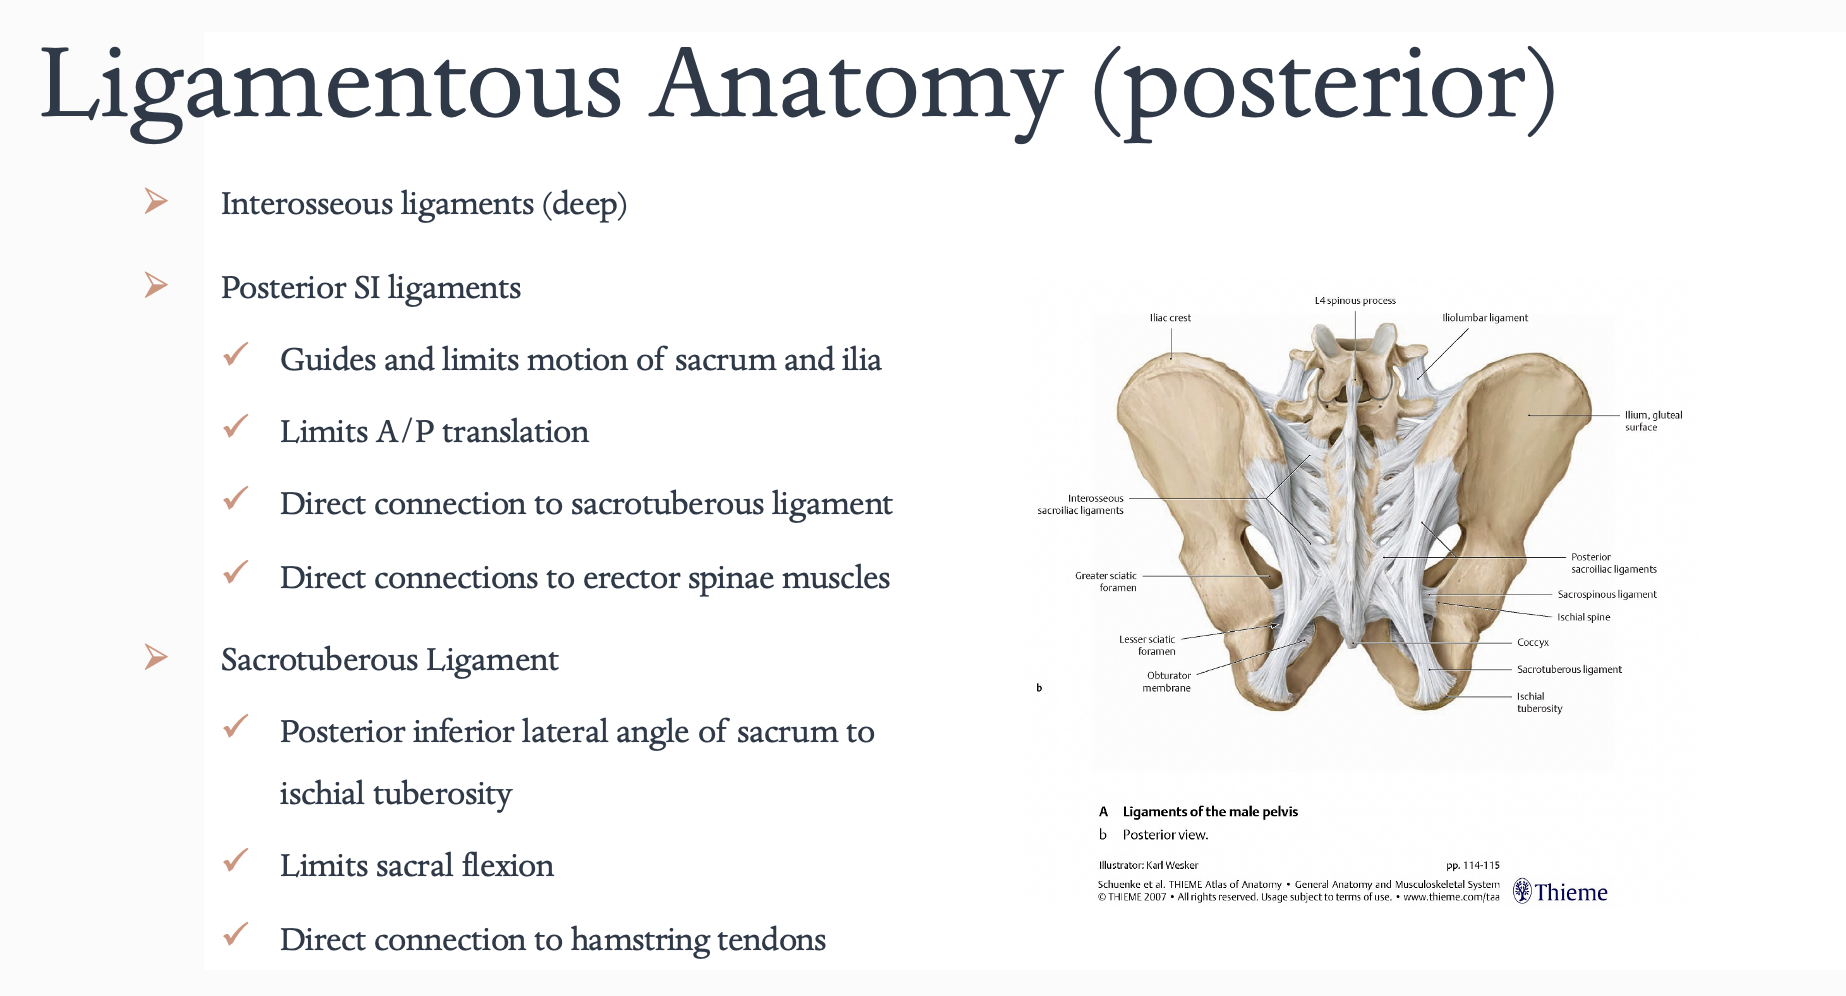 Ligamentous Anatomy (posterior)
Interosseous ligaments (deep)
Posterior SI ligaments
Guides and limits motion of sacrum and ilia
Limits A/P translation
Direct connection to sacrotuberous ligament
Direct connections to erector spinae muscles
Sacrotuberous Ligament
Posterior inferior lateral angle of sacrum to
ischial tuberosity
Limits sacral flexion
Direct connection to hamstring tendons
L4 spinous process
Iliac crest
Iliolumbar ligament
Ilium, gluteal
surface
Interosseous
sacroiliac ligaments
Posterior
sacroiliac ligaments
Greater sciatic
foramen
Sacrospinous ligament
Ischial spine
Lesser sciatic
foramen
Coccyx
Obturator
membrane
Sacrotuberous ligament
Ischial
tuberosity
b
A Ligaments of the male pelvis
b Posterior view.
Illustrator: Karl Wesker pp. 114-115
Schuenke et al. THIEME Atlas of Anatomy • General Anatomy and Musculoskeletal System
© THIEME 2007 • All rights reserved. Usage subject to terms of use. • www.thieme.com/taa
Thieme